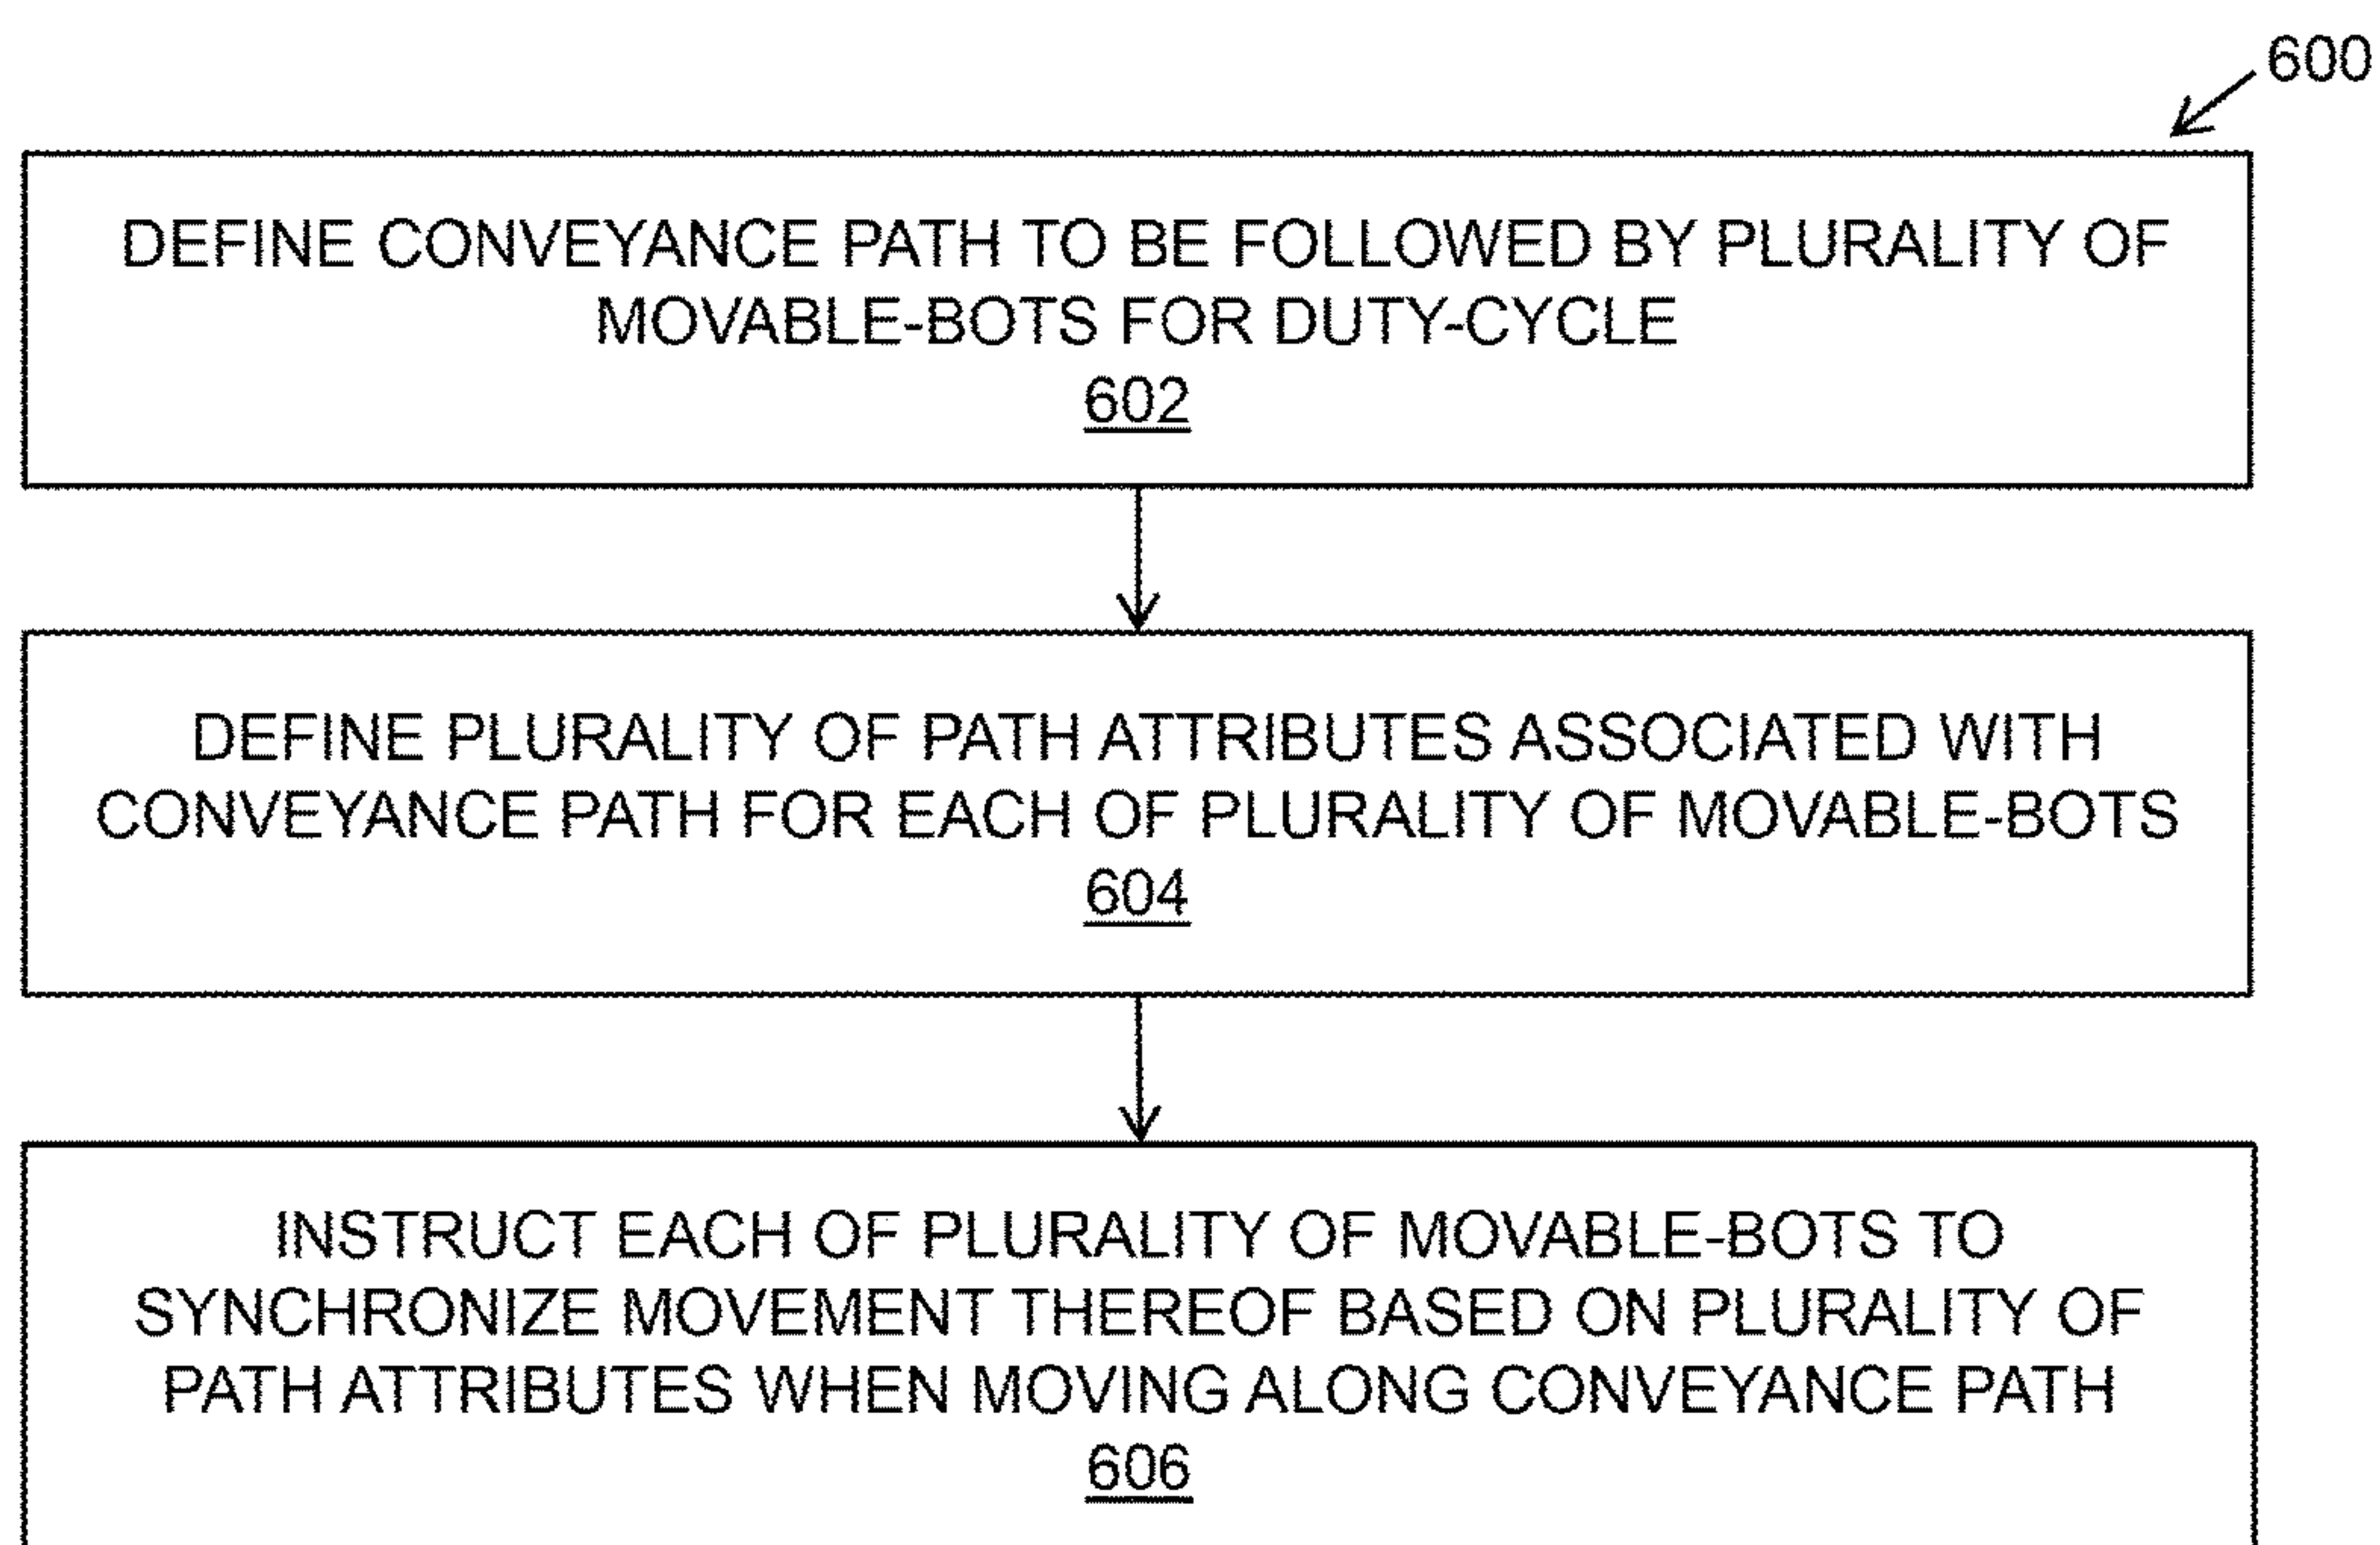 600
DEFINE CONVEYANCE PATH TO BE FOLLOWED BY PLURALITY OF
MOVABLE-BOTS FOR DUTY-CYCLE
602
DEFINE PLURALITY OF PATH ATTRIBUTES ASSOCIATED WITH
CONVEYANCE PATH FOR EACH OF PLURALITY OF MOVABLE-BOTS
604
INSTRUCT EACH OF PLURALITY OF MOVABLE-BOTS TO
SYNCHRONIZE MOVEMENT THEREOF BASED ON PLURALITY OF
PATH ATTRIBUTES WHEN MOVING ALONG CONVEYANCE PATH
606